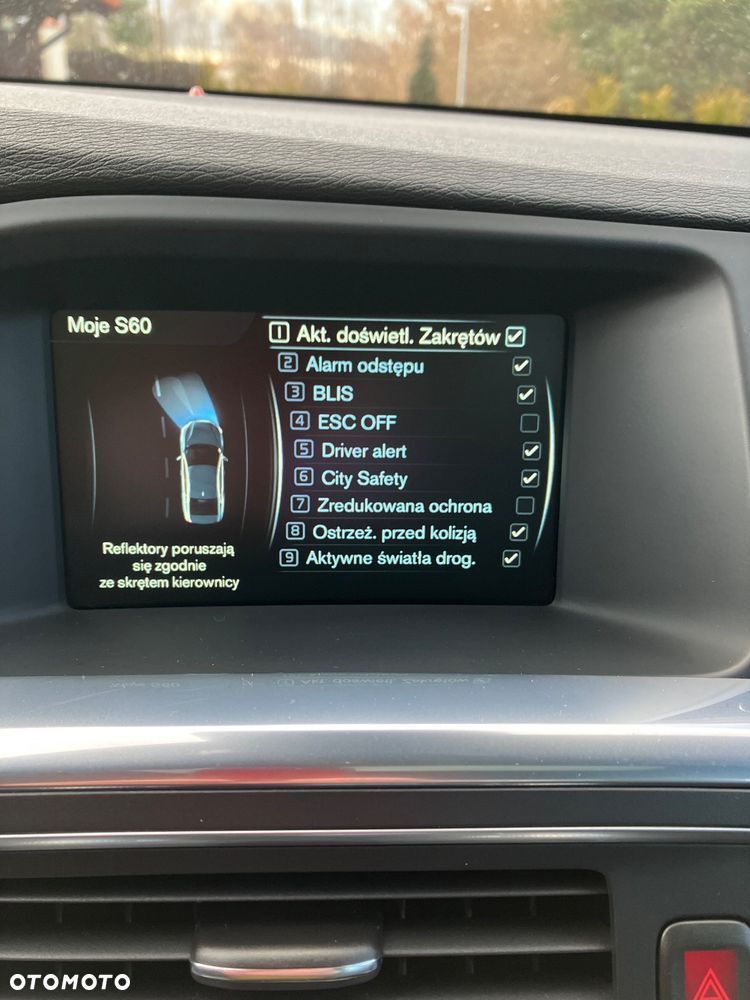 Moje S60
1 Akt. doświetl. Zakrętów
2 Alarm odstępu
3 BLIS
4 ESC OFF
5 Driver alert
6 City Safety
7 Zredukowana ochrona
8 Ostrzeż. przed kolizją
9 Aktywne światła drog.
Reflektory poruszają
się zgodnie
ze skrętem kierownicy
OTOMOTO